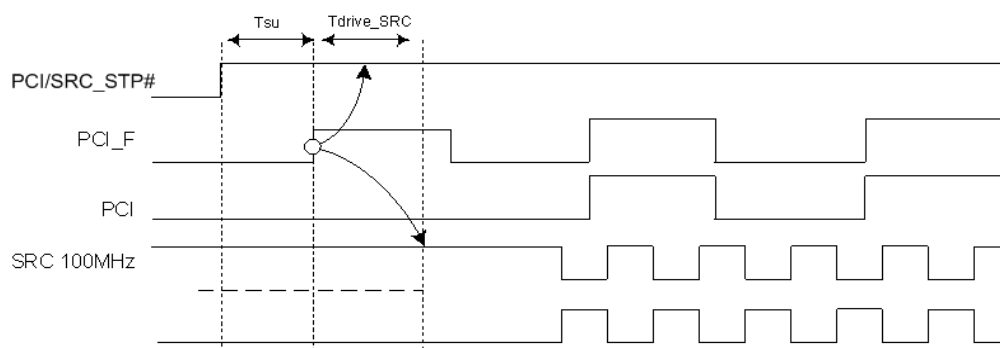 Tsu
Tdrive_SRC
PCI/SRC_STP#
PCI_F
PCI
SRC 100MHz